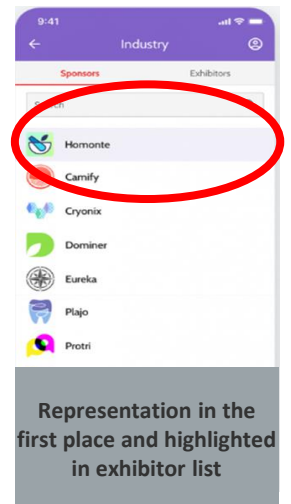 9:41
Industry
Sponsors Exhibitors
Search
Homonte
Camify
Cryonix
Dominer
Eureka
Plajo
Protri
Representation in the
first place and highlighted
in exhibitor list